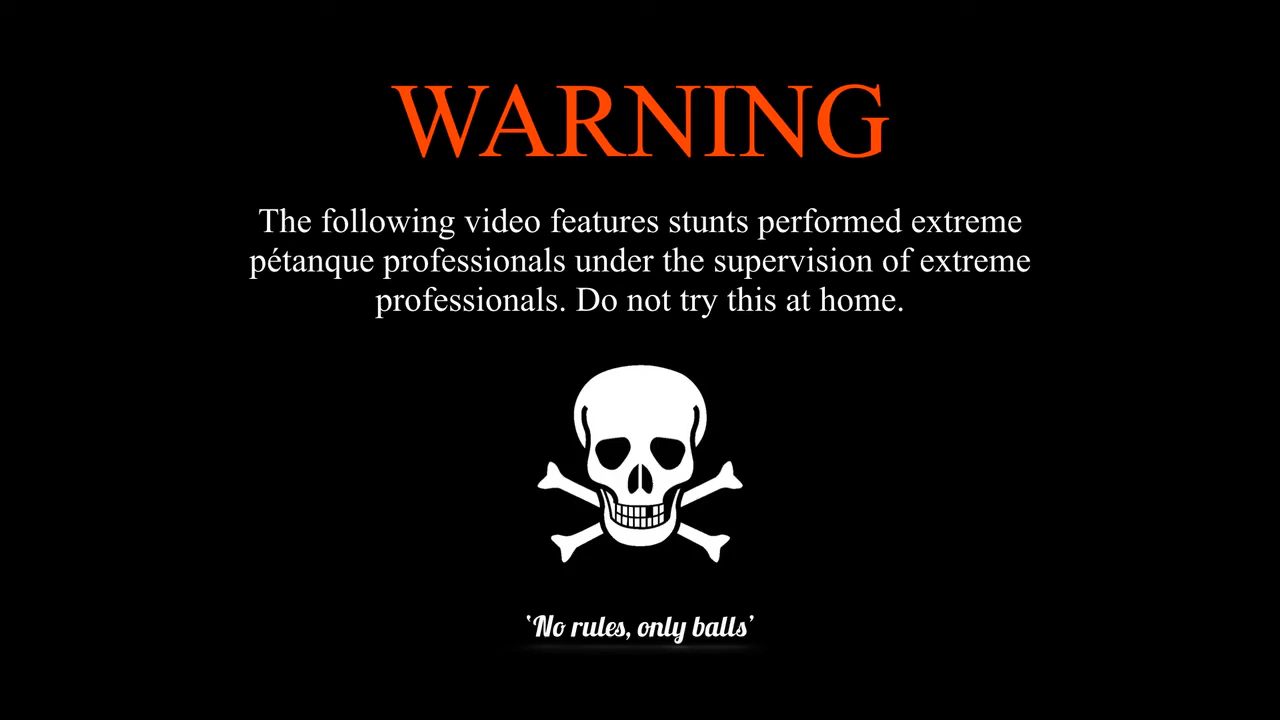 WARNING
The following video features stunts performed extreme
pétanque professionals under the supervision of extreme
professionals. Do not try this at home.
‘No rules, only balls’